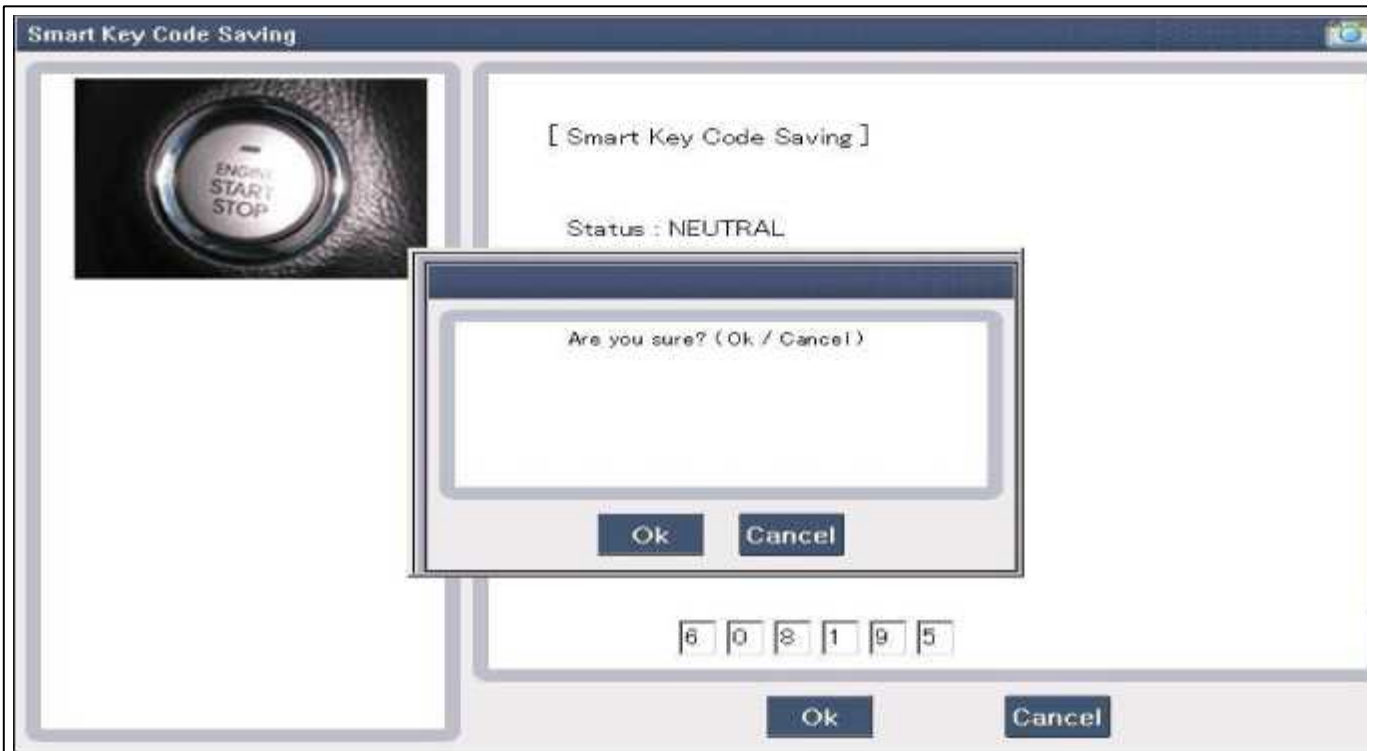 Smart Key Code Saving
ENGINE
START
STOP
[ Smart Key Code Saving ]
Status : NEUTRAL
Are you sure? ( Ok / Cancel )
Ok Cancel
6 0 8 1 9 5
Ok Cancel